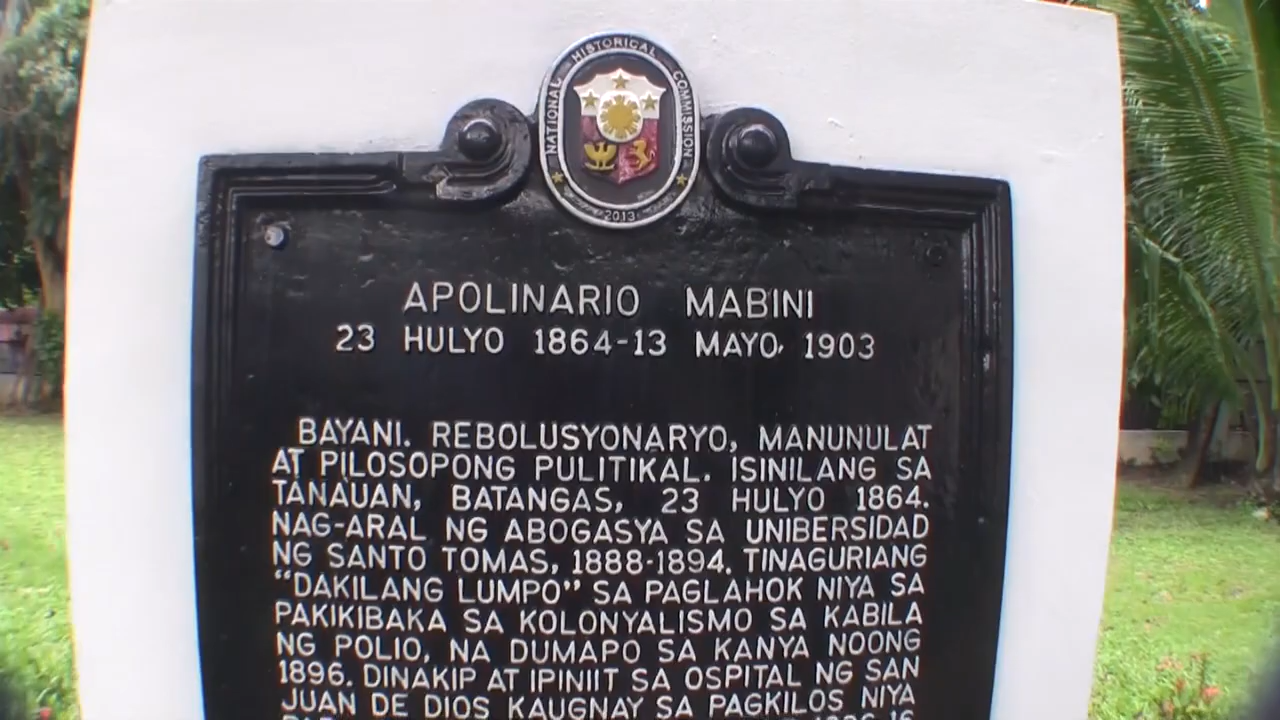 NATIONAL HISTORICAL COMMISSION
2013
APOLINARIO MABINI
23 HULYO 1864-13 MAYO, 1903
BAYANI. REBOLUSYONARYO, MANUNULAT
AT PILOSOPONG PULITIKAL. ISINILANG SA
TANAUAN, BATANGAS, 23 HULYO 1864.
NAG-ARAL NG ABOGASYA SA UNIBERSIDAD
NG SANTO TOMAS, 1888-1894. TINAGURIANG
“DAKILANG LUMPO” SA PAGLAHOK NIYA SA
PAKIKIBAKA SA KOLONYALISMO SA KABILA
NG POLIO, NA DUMAPO SA KANYA NOONG
1896. DINAKIP AT IPINIIT SA OSPITAL NG SAN
JUAN DE DIOS KAUGNAY SA PAGKILOS NIYA